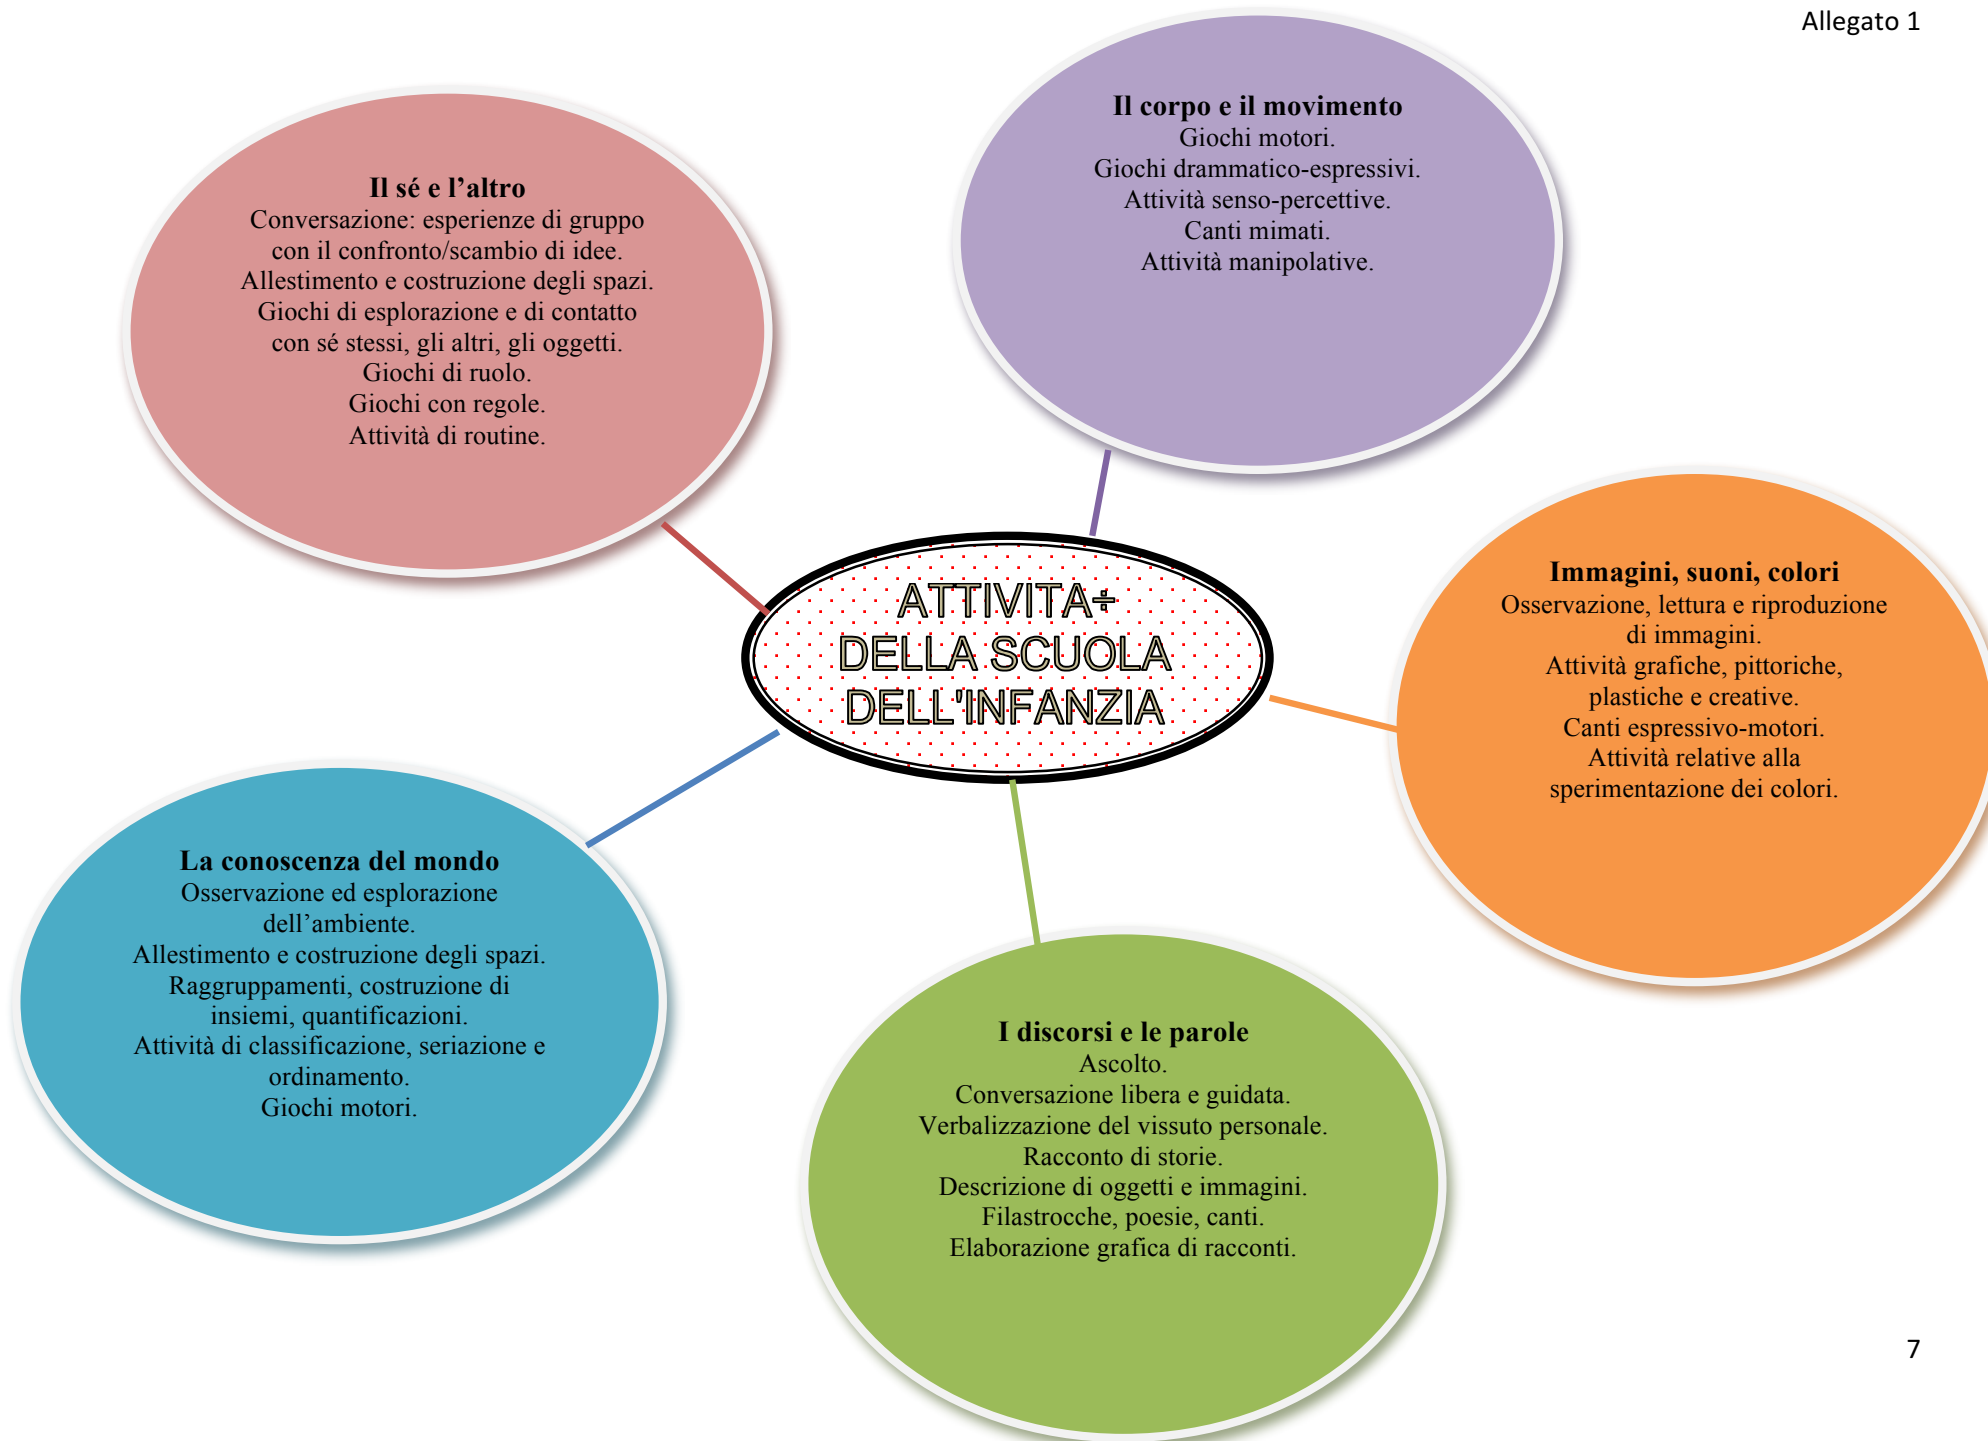 Allegato 1
Il sé e l’altro
Conversazione: esperienze di gruppo
con il confronto/scambio di idee.
Allestimento e costruzione degli spazi.
Giochi di esplorazione e di contatto
con sé stessi, gli altri, gli oggetti.
Giochi di ruolo.
Giochi con regole.
Attività di routine.
Il corpo e il movimento
Giochi motori.
Giochi drammatico-espressivi.
Attività senso-percettive.
Canti mimati.
Attività manipolative.
ATTIVITA÷
DELLA SCUOLA
DELL'INFANZIA
Immagini, suoni, colori
Osservazione, lettura e riproduzione
di immagini.
Attività grafiche, pittoriche,
plastiche e creative.
Canti espressivo-motori.
Attività relative alla
sperimentazione dei colori.
La conoscenza del mondo
Osservazione ed esplorazione
dell’ambiente.
Allestimento e costruzione degli spazi.
Raggruppamenti, costruzione di
insiemi, quantificazioni.
Attività di classificazione, seriazione e
ordinamento.
Giochi motori.
I discorsi e le parole
Ascolto.
Conversazione libera e guidata.
Verbalizzazione del vissuto personale.
Racconto di storie.
Descrizione di oggetti e immagini.
Filastrocche, poesie, canti.
Elaborazione grafica di racconti.
7